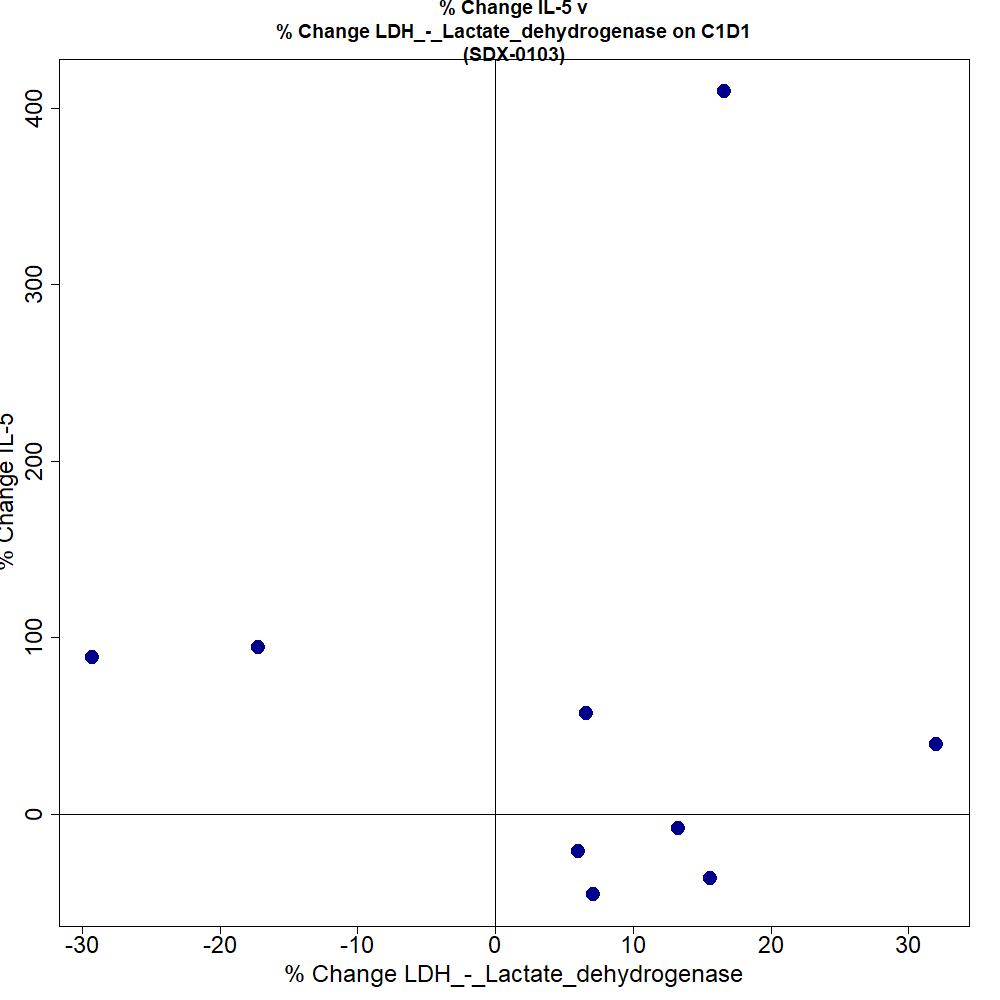 % Change IL-5 v
% Change LDH_-_Lactate_dehydrogenase on C1D1
(SDX-0103)
400
300
200
100
0
% Change IL-5
-30 -20 -10 0 10 20 30
% Change LDH_-_Lactate_dehydrogenase